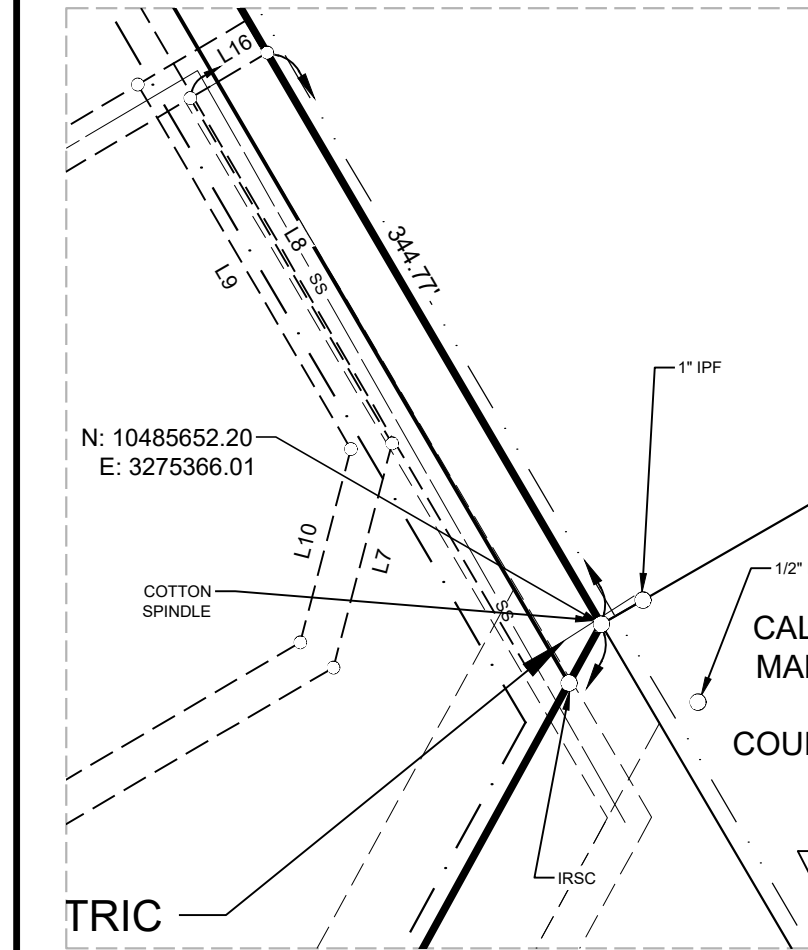 L16
344.77'
L8
SS
L9
1" IPF
N: 10485652.20
E: 3275366.01
L10
L7
1/2"
COTTON
SPINDLE
SS
CAL
MA
COU
IRSC
TRIC